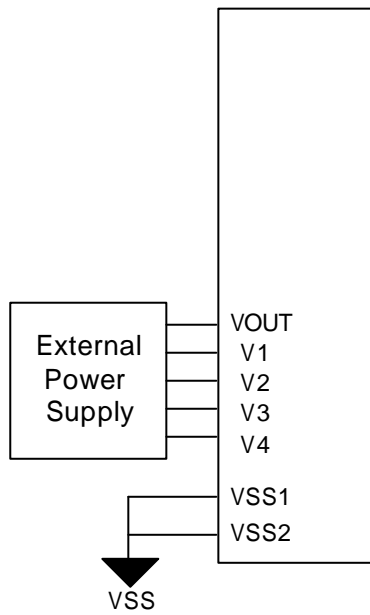 External
Power
Supply
VOUT
V1
V2
V3
V4
VSS1
VSS2
VSS